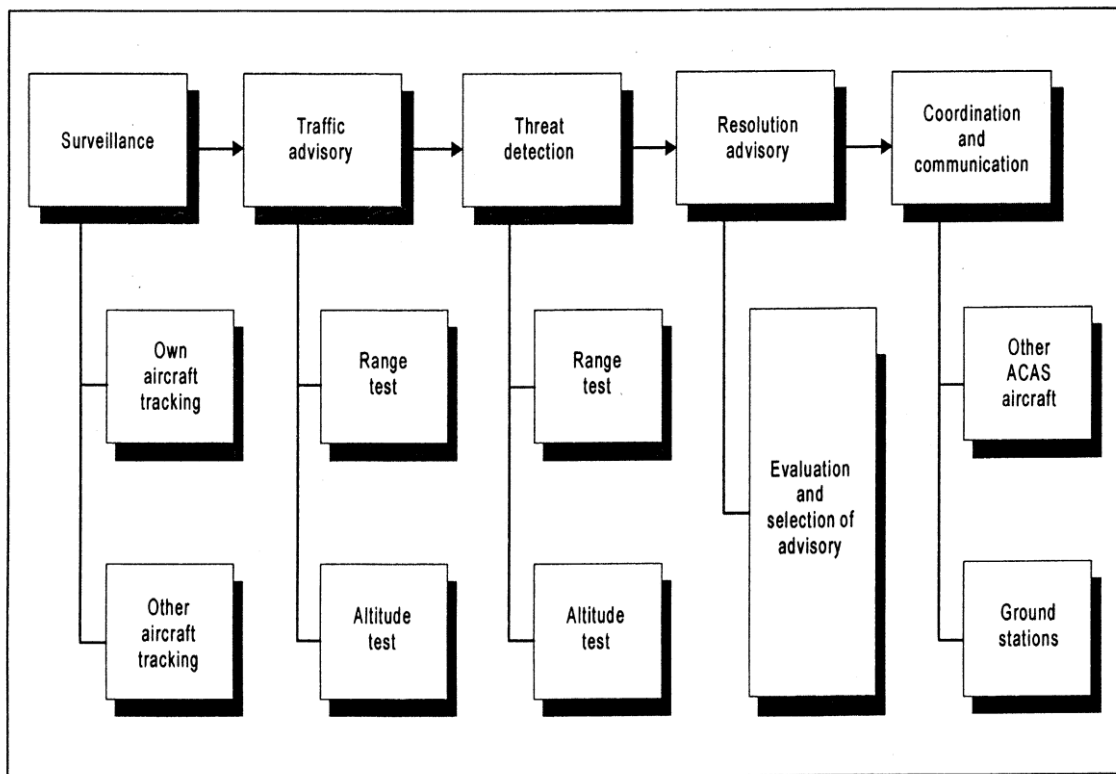 Surveillance
Traffic
advisory
Threat
detection
Resolution
advisory
Coordination
and
communication
Own
aircraft
tracking
Range
test
Range
test
Other
ACAS
aircraft
Evaluation
and
selection of
advisory
Other
aircraft
tracking
Altitude
test
Altitude
test
Ground
stations